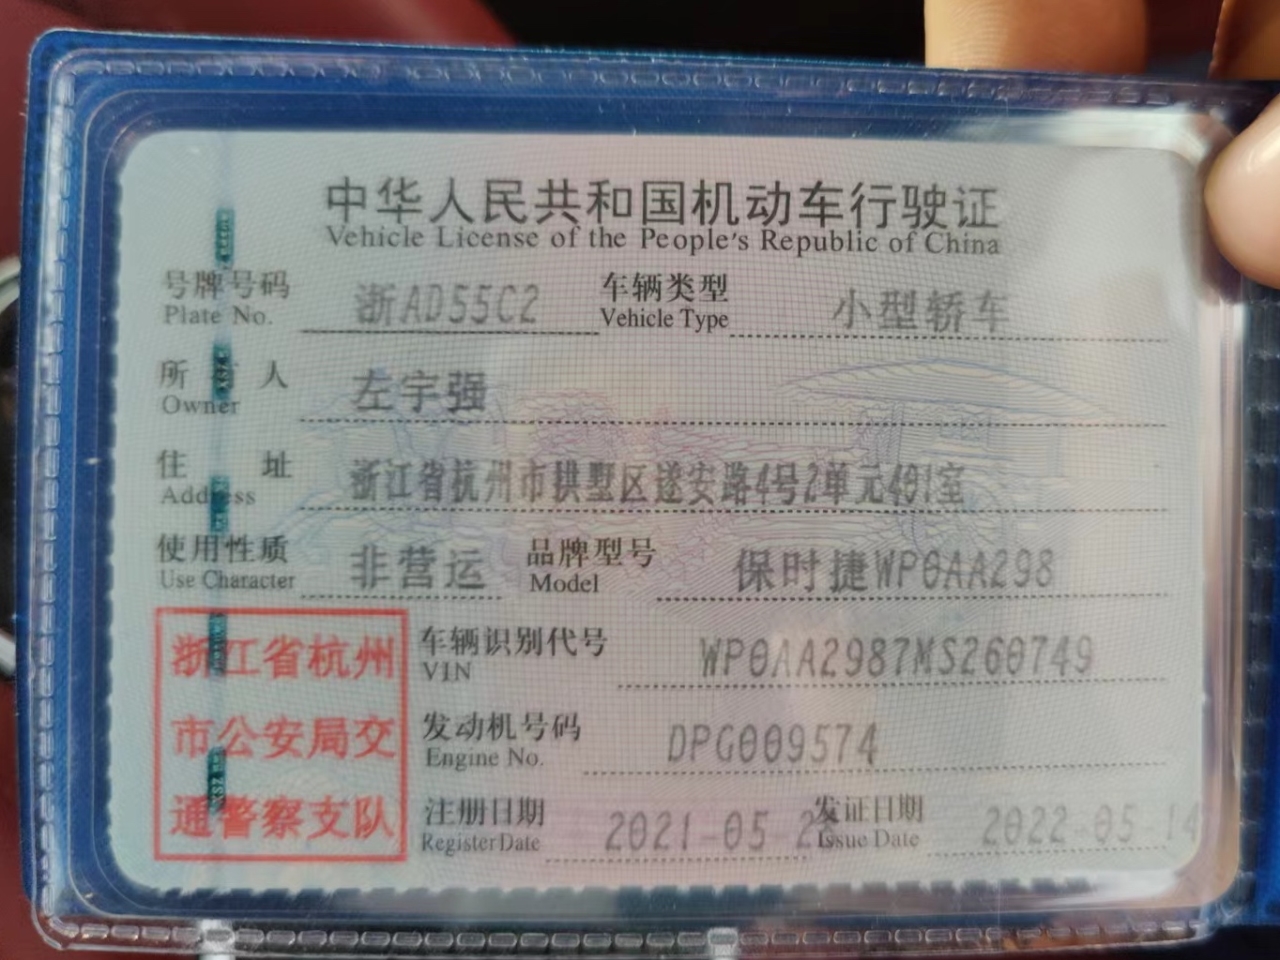 中华人民共和国机动车行驶证
Vehicle License of the People's Republic of China
号牌号码 浙AD55C2 车辆类型 小型轿车
Plate No. Vehicle Type
所 人 左宇强
Owner
住 址 浙江省杭州市拱墅区遂安路4号2单元401室
Address
使用性质 非营运 品牌型号 保时捷WP0AA298
Use Character Model
浙江省杭州
市公安局交
通警察支队
车辆识别代号 WP0AA2987MS260749
VIN
发动机号码 DPG009574
Engine No.
注册日期 2021-05-2 发证日期 2022-05-14
Register Date Issue Date